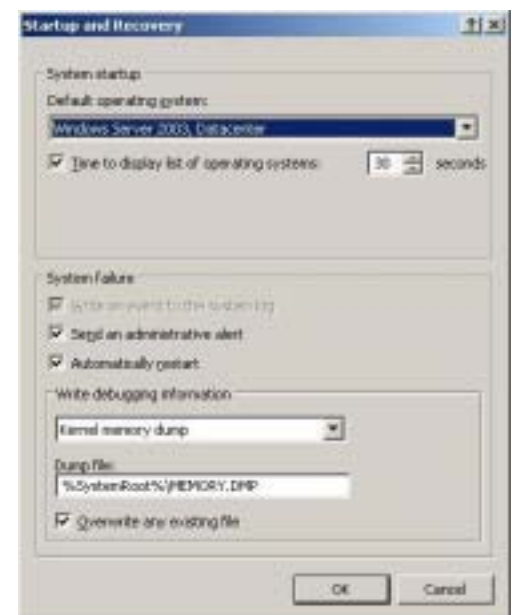 Startup and Recovery
System startup
Default operating system:
Windows Server 2003, Datacenter
Time to display list of operating systems: 30 seconds
System failure
Write an event to the system log
Send an administrative alert
Automatically restart
Write debugging information
Kernel memory dump
Dump file:
%SystemRoot%\MEMORY.DMP
Overwrite any existing file
OK Cancel